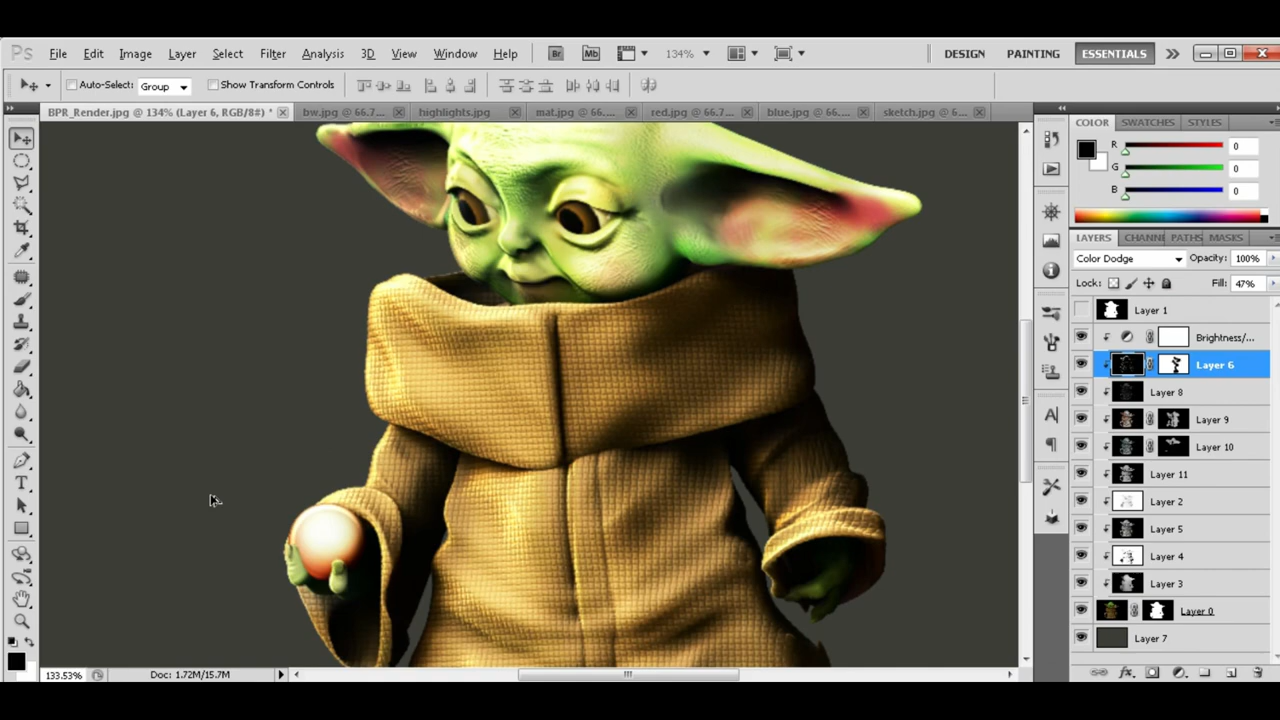 Ps File Edit Image Layer Select Filter Analysis 3D View Window Help Br Mb 134% DESIGN PAINTING ESSENTIALS
Auto-Select: Group Show Transform Controls
BPR_Render.jpg @ 134% (Layer 6, RGB/8#) * bw.jpg @ 66.7... highlights.jpg mat.jpg @ 66.... red.jpg @ 66.7... blue.jpg @ 66.... sketch.jpg @ 6...
COLOR SWATCHES STYLES
R 0
G 0
B 0
LAYERS CHANN PATHS MASKS
Color Dodge Opacity: 100%
Lock: Fill: 47%
Layer 1
Brightness/...
Layer 6
Layer 8
Layer 9
Layer 10
Layer 11
Layer 2
Layer 5
Layer 4
Layer 3
Layer 0
Layer 7
133.53% Doc: 1.72M/15.7M